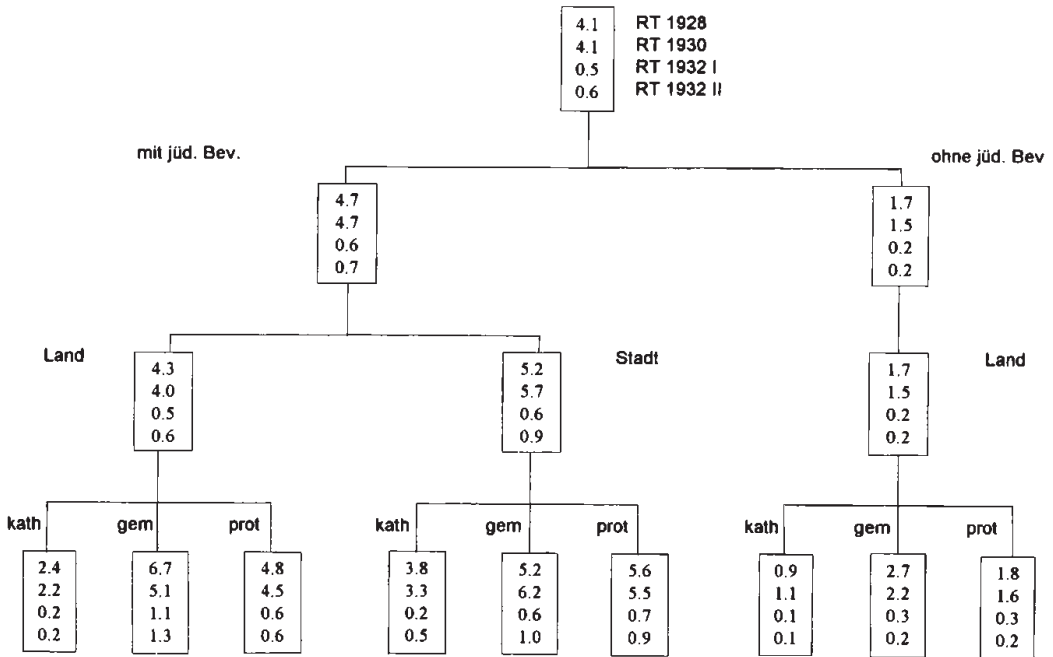 4.1 RT 1928
4.1 RT 1930
0.5 RT 1932 I
0.6 RT 1932 II
mit jüd. Bev. ohne jüd. Bev
4.7 1.7
4.7 1.5
0.6 0.2
0.7 0.2
Land Stadt Land
4.3 5.2 1.7
4.0 5.7 1.5
0.5 0.6 0.2
0.6 0.9 0.2
kath gem prot kath gem prot kath gem prot
2.4 6.7 4.8 3.8 5.2 5.6 0.9 2.7 1.8
2.2 5.1 4.5 3.3 6.2 5.5 1.1 2.2 1.6
0.2 1.1 0.6 0.2 0.6 0.7 0.1 0.3 0.3
0.2 1.3 0.6 0.5 1.0 0.9 0.1 0.2 0.2